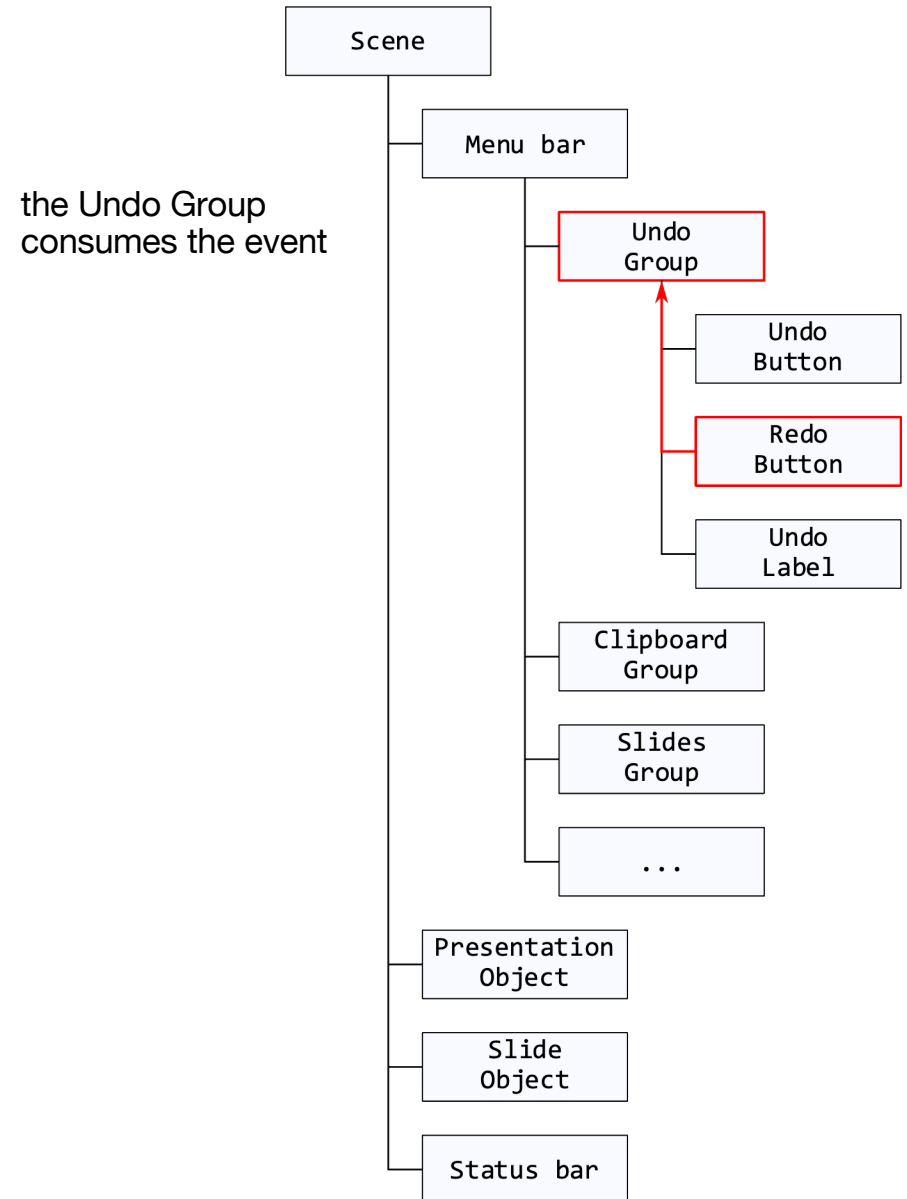 Scene
Menu bar
the Undo Group
consumes the event
Undo
Group
Undo
Button
Redo
Button
Undo
Label
Clipboard
Group
Slides
Group
...
Presentation
Object
Slide
Object
Status bar